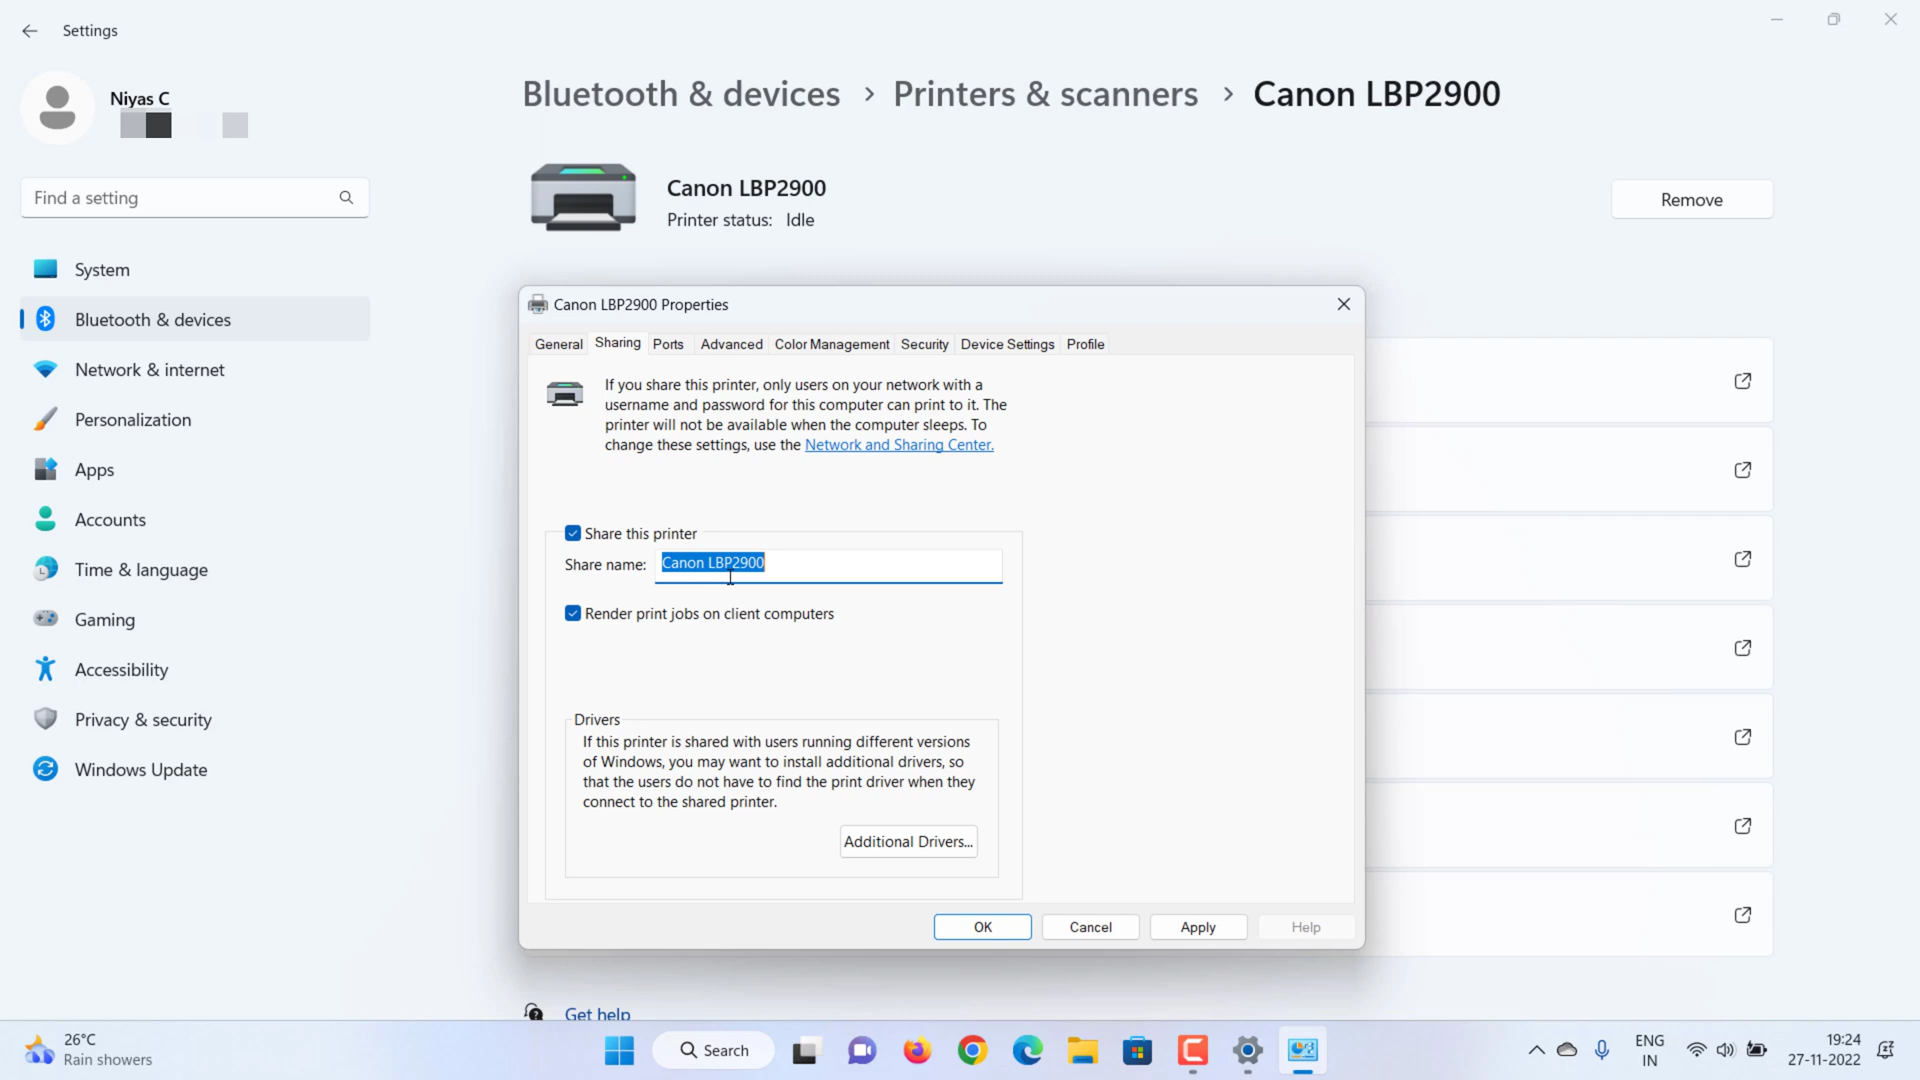 Settings
Niyas C
Find a setting
System
Bluetooth & devices
Network & internet
Personalization
Apps
Accounts
Time & language
Gaming
Accessibility
Privacy & security
Windows Update
Bluetooth & devices > Printers & scanners > Canon LBP2900
Canon LBP2900
Printer status: Idle
Remove
Canon LBP2900 Properties
General Sharing Ports Advanced Color Management Security Device Settings Profile
If you share this printer, only users on your network with a
username and password for this computer can print to it. The
printer will not be available when the computer sleeps. To
change these settings, use the Network and Sharing Center.
Share this printer
Share name: Canon LBP2900
Render print jobs on client computers
Drivers
If this printer is shared with users running different versions
of Windows, you may want to install additional drivers, so
that the users do not have to find the print driver when they
connect to the shared printer.
Additional Drivers...
OK Cancel Apply Help
Get help
26°C
Rain showers
Search
ENG
IN
19:24
27-11-2022